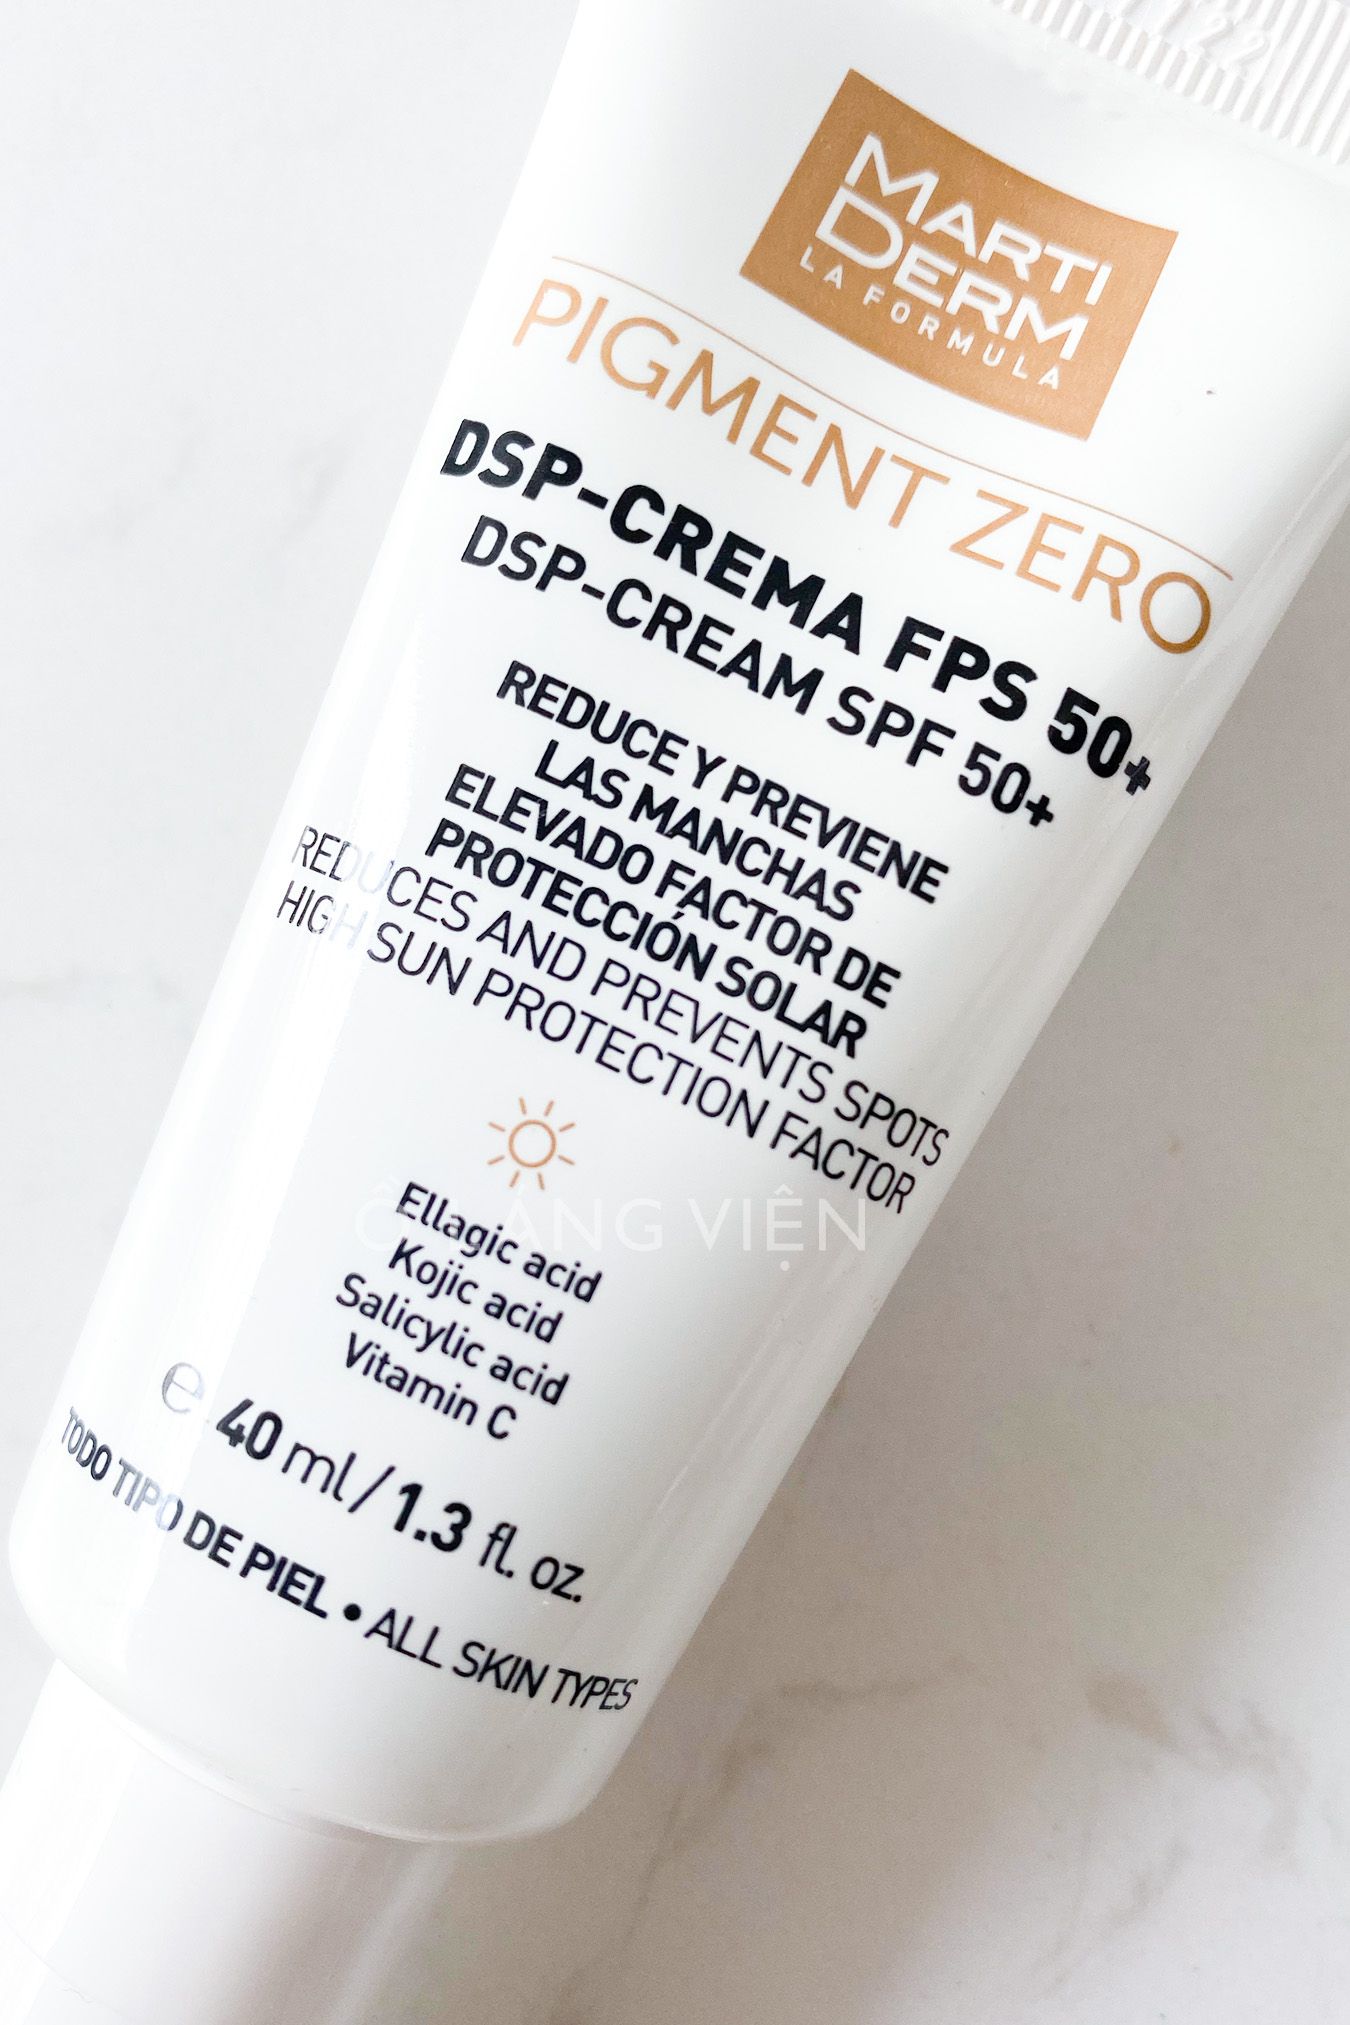 MARTI
DERM
LA FORMULA
PIGMENT ZERO
DSP-CREMA FPS 50+
DSP-CREAM SPF 50+
REDUCE Y PREVIENE
LAS MANCHAS
ELEVADO FACTOR DE
PROTECCIÓN SOLAR
REDUCES AND PREVENTS SPOTS
HIGH SUN PROTECTION FACTOR
Ellagic acid
Kojic acid
Salicylic acid
Vitamin C
VIỆN
e 40 ml / 1.3 fl. oz.
TODO TIPO DE PIEL • ALL SKIN TYPES